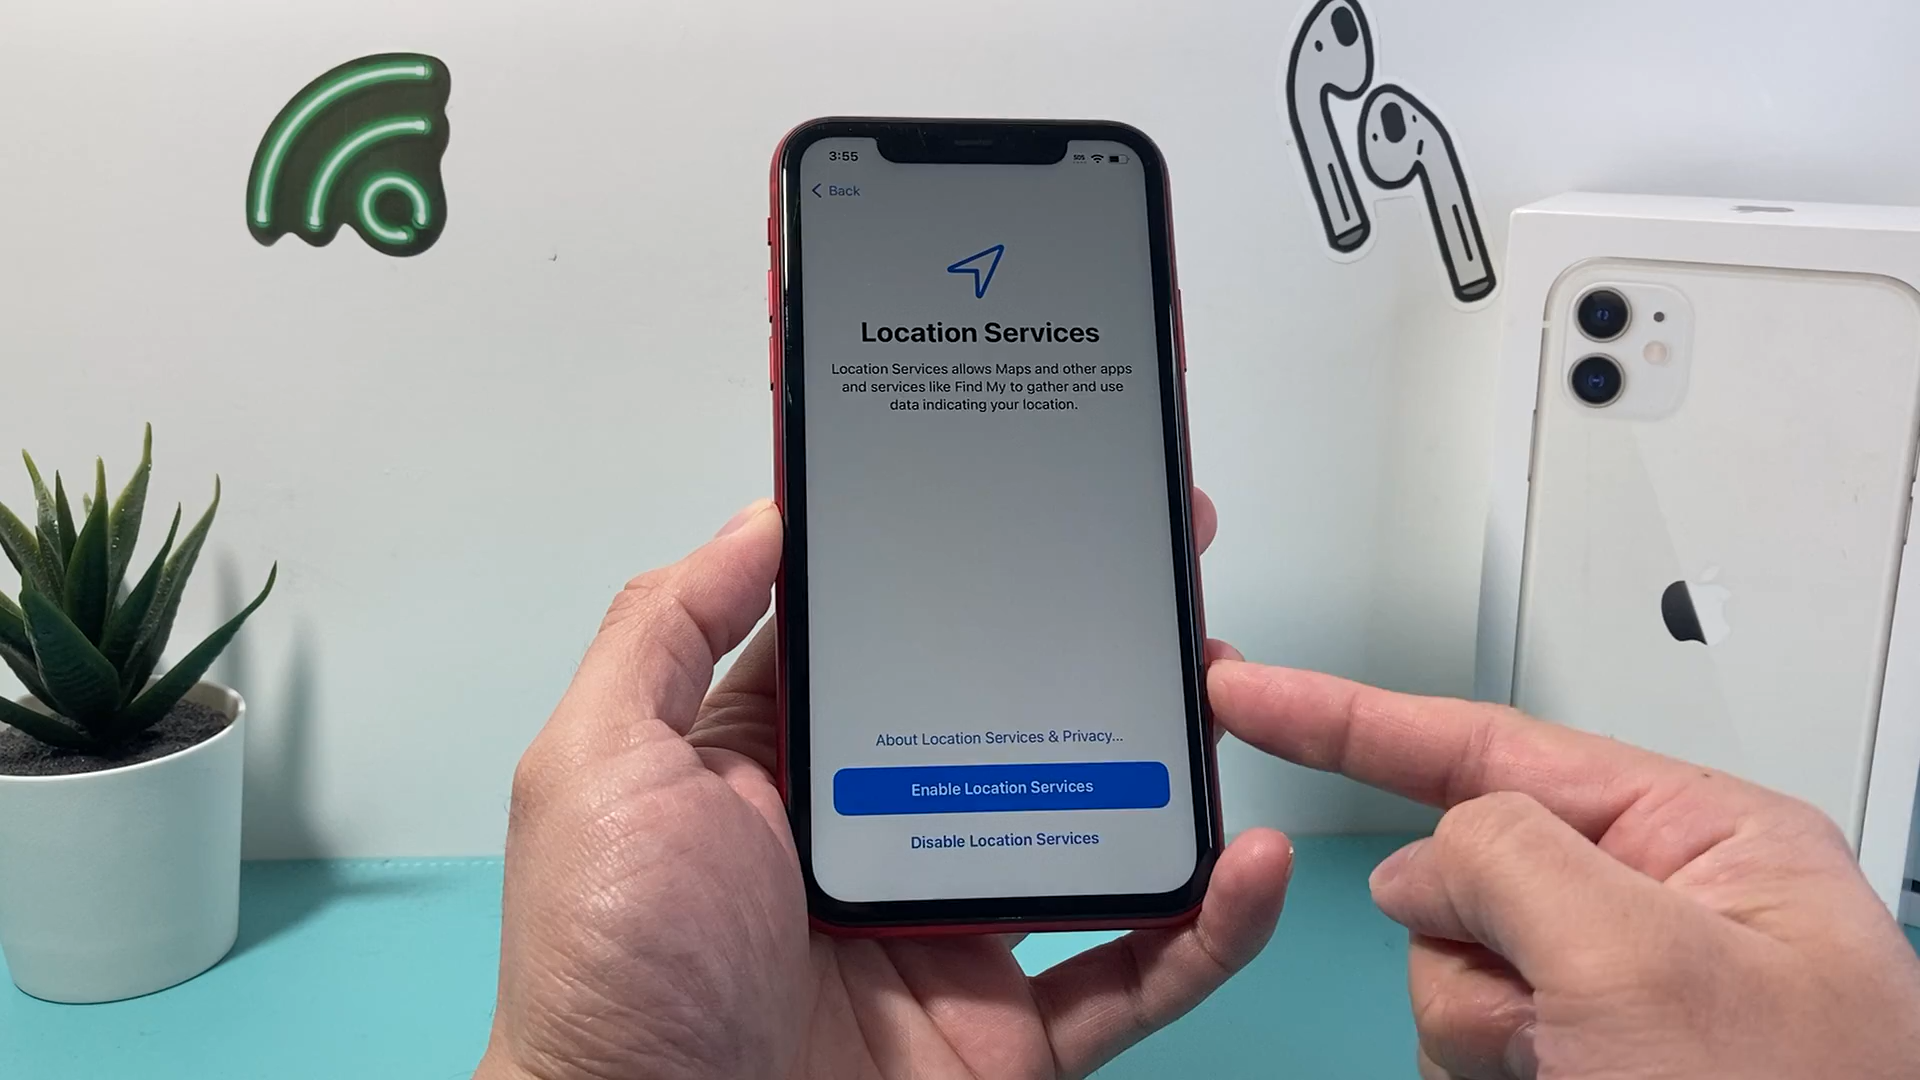 3:55
SOS
Back
Location Services
Location Services allows Maps and other apps
and services like Find My to gather and use
data indicating your location.
About Location Services & Privacy...
Enable Location Services
Disable Location Services